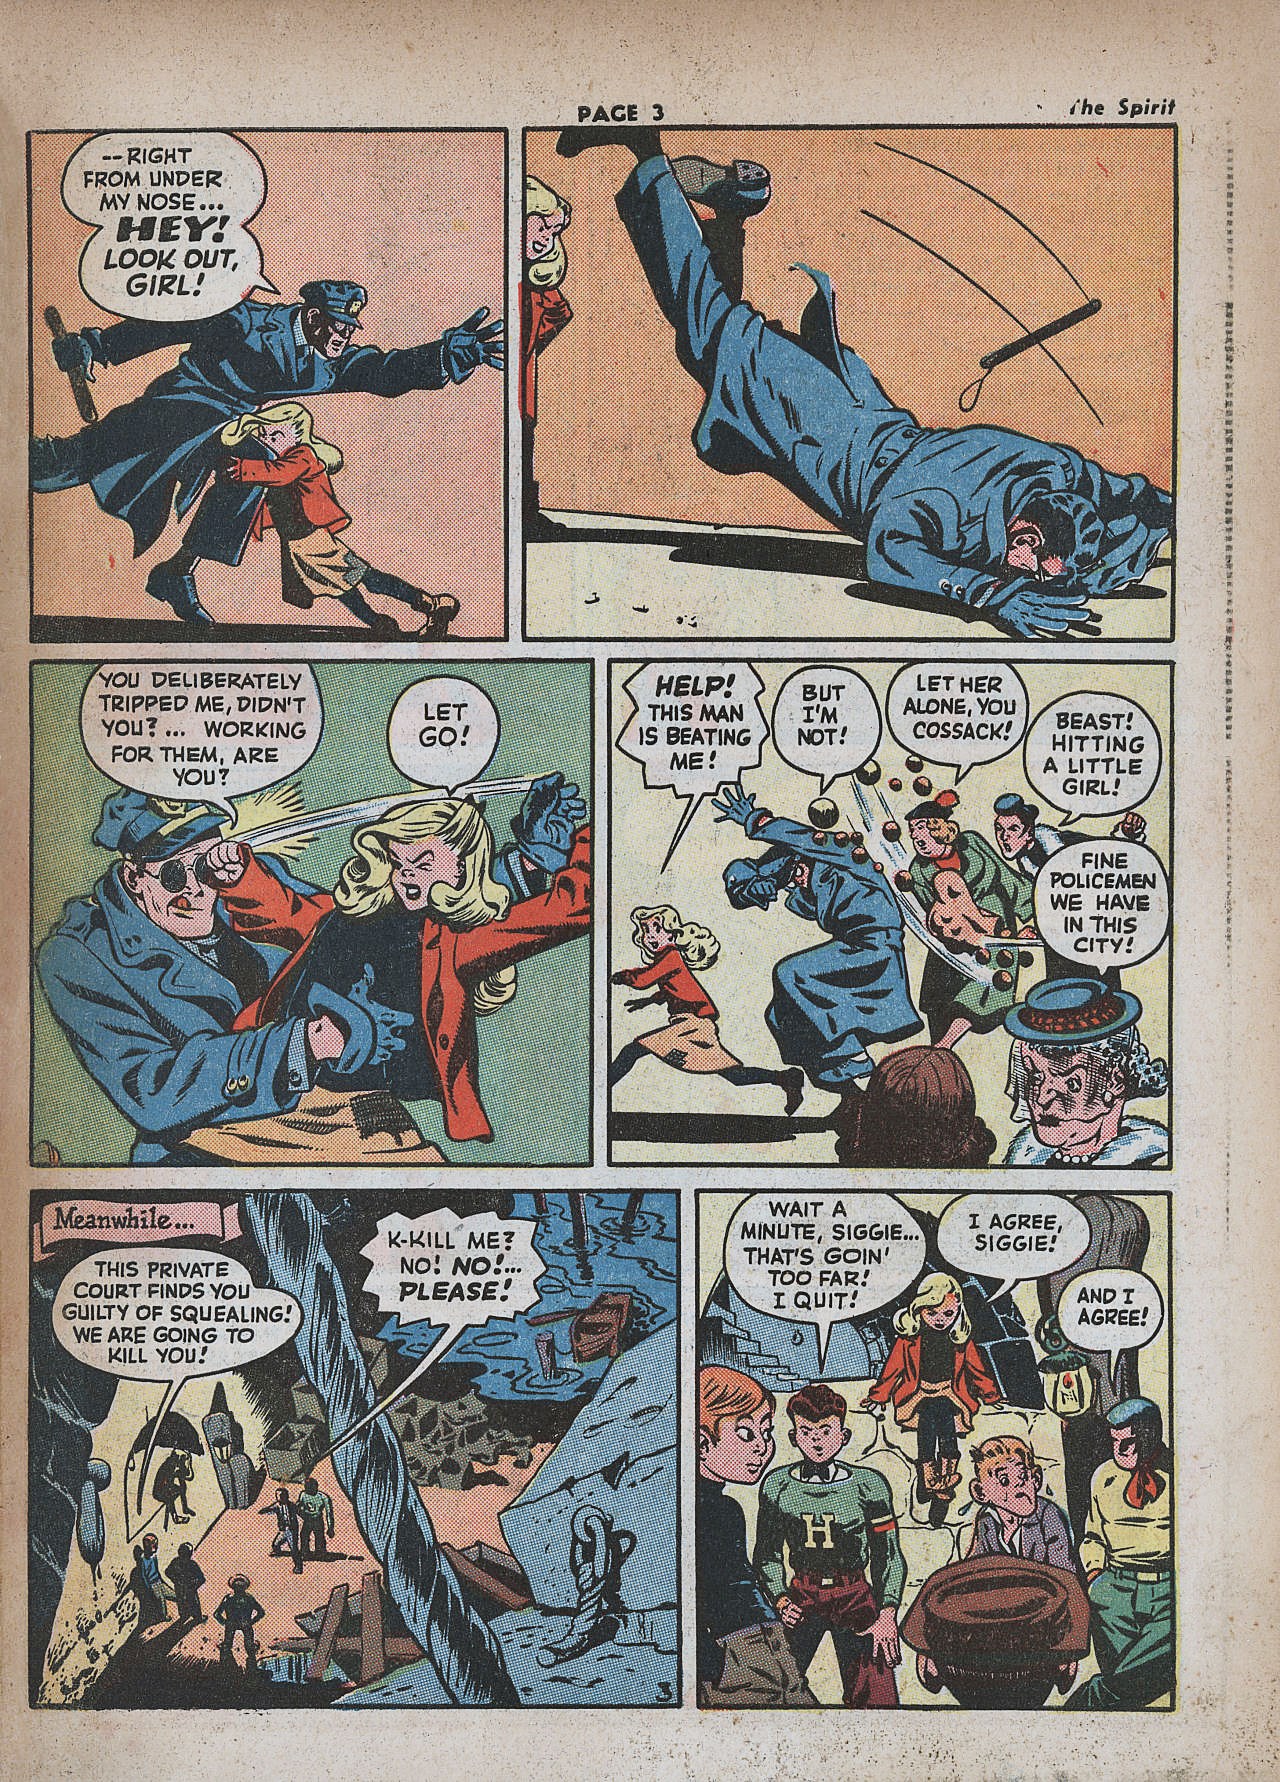 PAGE 3
The Spirit
--RIGHT
FROM UNDER
MY NOSE...
HEY!
LOOK OUT,
GIRL!
YOU DELIBERATELY
TRIPPED ME, DIDN'T
YOU?... WORKING
FOR THEM, ARE
YOU?
LET
GO!
HELP!
THIS MAN
IS BEATING
ME!
BUT
I'M
NOT!
LET HER
ALONE, YOU
COSSACK!
BEAST!
HITTING
A LITTLE
GIRL!
FINE
POLICEMEN
WE HAVE
IN THIS
CITY!
Meanwhile...
THIS PRIVATE
COURT FINDS YOU
GUILTY OF SQUEALING!
WE ARE GOING TO
KILL YOU!
K-KILL ME?
NO! NO!...
PLEASE!
3
WAIT A
MINUTE, SIGGIE...
THAT'S GOIN'
TOO FAR!
I QUIT!
I AGREE,
SIGGIE!
AND I
AGREE!
H